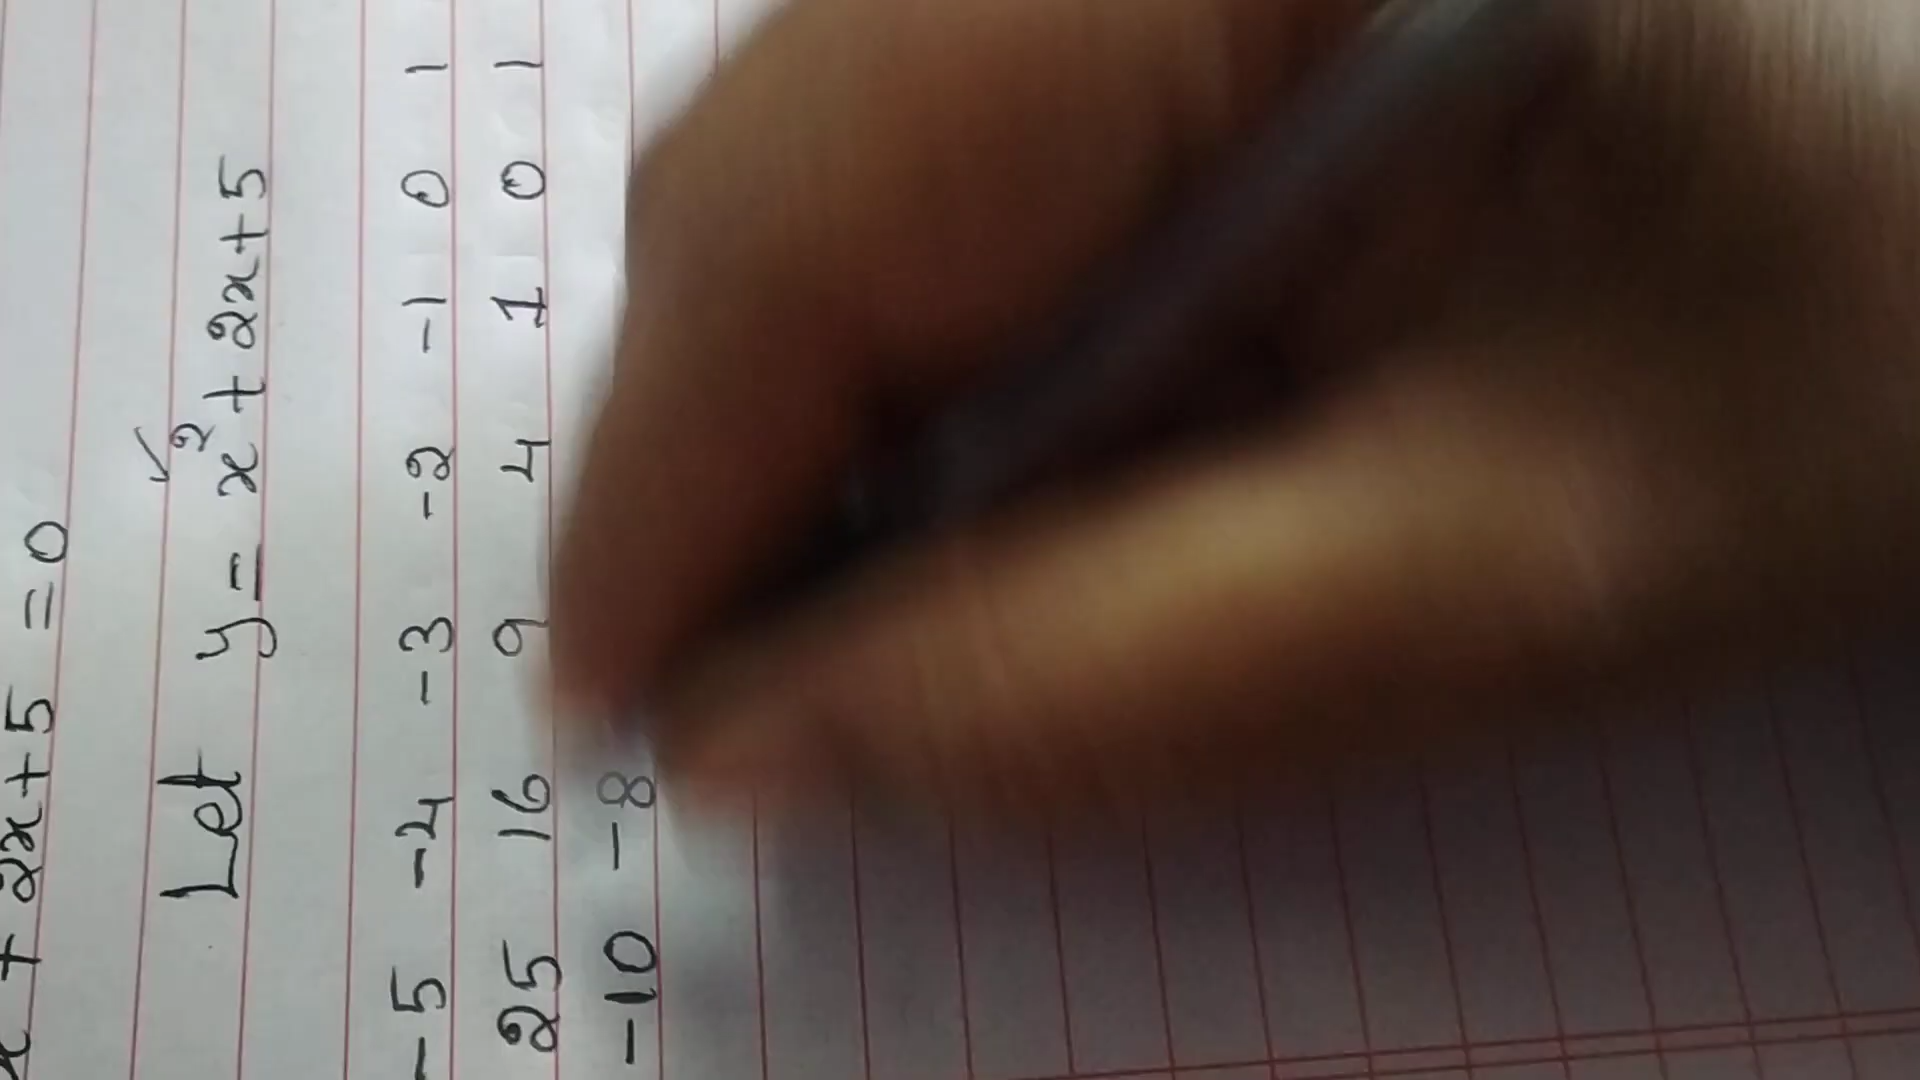 x + 2x+5 =0
Let y = x² + 2x+5
-5 -4 -3 -2 -1 0 1
25 16 9 4 1 0 1
-10 -8